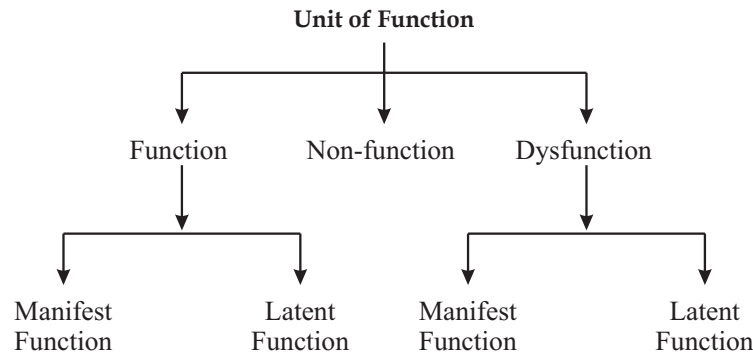 Unit of Function
Function Non-function Dysfunction
Manifest Function
Latent Function
Manifest Function
Latent Function